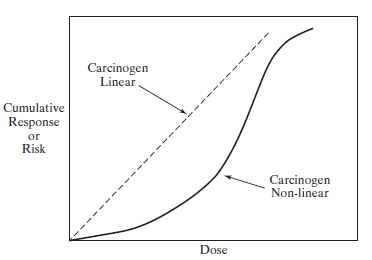 Carcinogen
Linear
Cumulative
Response
or
Risk
Carcinogen
Non-linear
Dose